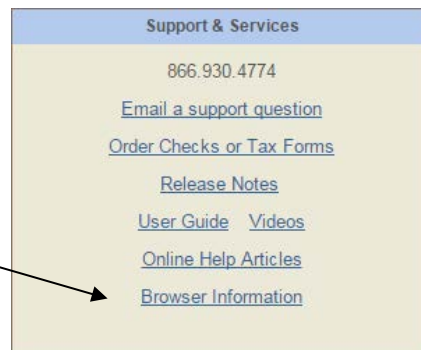 Support & Services
866.930.4774
Email a support question
Order Checks or Tax Forms
Release Notes
User Guide Videos
Online Help Articles
Browser Information